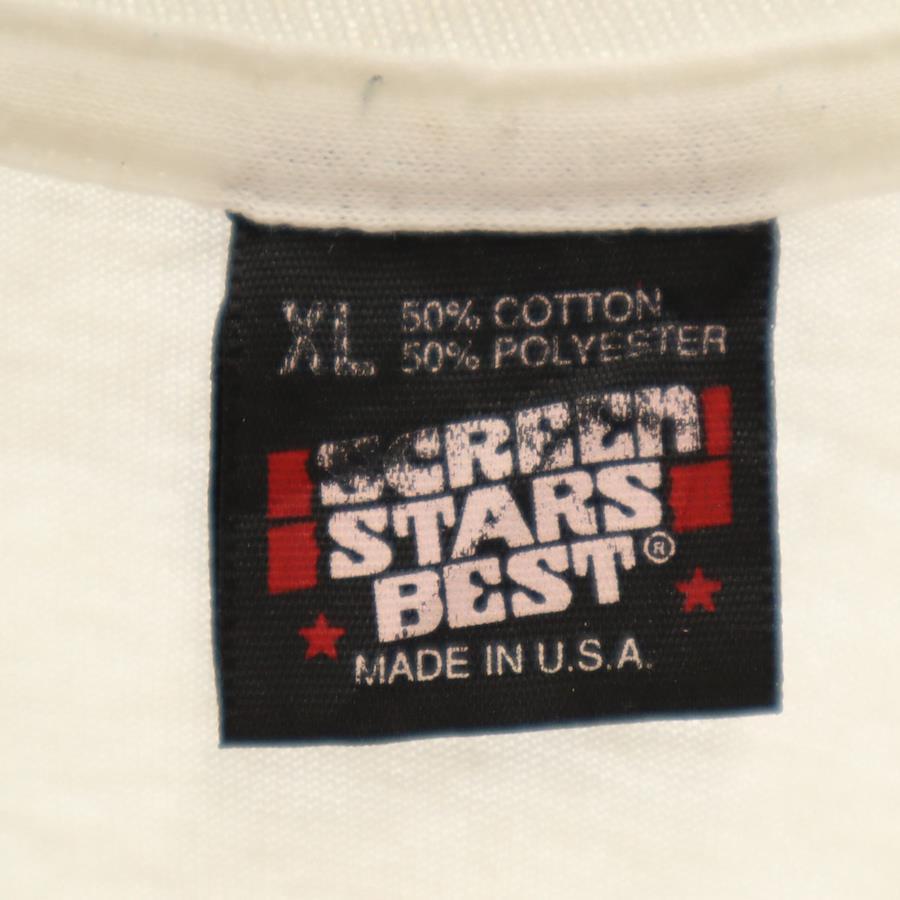 XL 50% COTTON
50% POLYESTER
SCREEN
STARS
BEST®
MADE IN U.S.A.